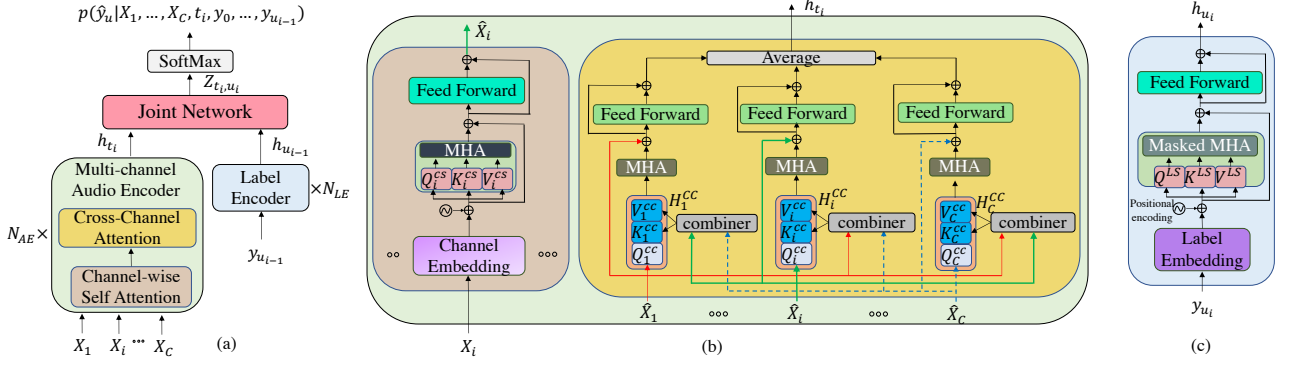 p(ŷ_u|X_1, …, X_C, t_i, y_0, …, y_{u_{i-1}})
SoftMax
Z_{t_i,u_i}
Joint Network
h_{t_i}
h_{u_{i-1}}
Multi-channel
Audio Encoder
Cross-Channel
Attention
Channel-wise
Self Attention
N_{AE} ×
Label
Encoder
×N_{LE}
y_{u_{i-1}}
X_1 X_i ••• X_C
(a)
X̂_i
Feed Forward
MHA
Q_i^{cs} K_i^{cs} V_i^{cs}
Channel
Embedding
X_i
h_{t_i}
Average
Feed Forward
Feed Forward
Feed Forward
MHA
MHA
MHA
V_1^{cc}
K_1^{cc}
Q_1^{cc}
H_1^{CC}
combiner
V_i^{cc}
K_i^{cc}
Q_i^{cc}
H_i^{CC}
combiner
V_C^{cc}
K_C^{cc}
Q_C^{cc}
H_C^{CC}
combiner
X̂_1
X̂_i
X̂_C
(b)
h_{u_i}
Feed Forward
Masked MHA
Q^{LS} K^{LS} V^{LS}
Positional
encoding
Label
Embedding
y_{u_i}
(c)